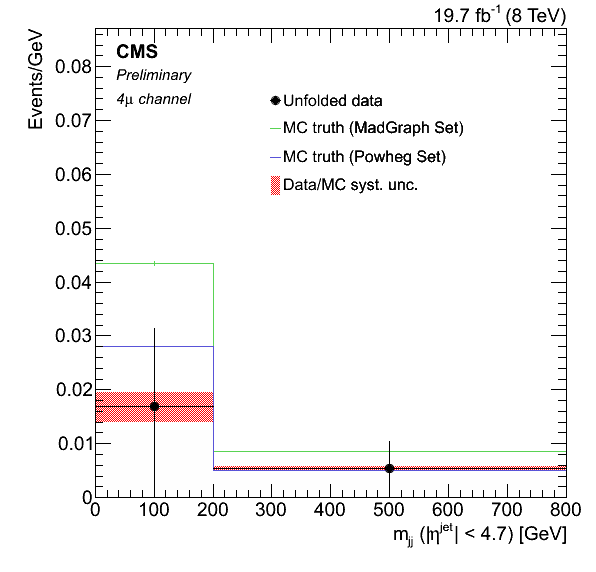 19.7 fb⁻¹ (8 TeV)
Events/GeV
CMS
Preliminary
4μ channel
Unfolded data
MC truth (MadGraph Set)
MC truth (Powheg Set)
Data/MC syst. unc.
0.08
0.07
0.06
0.05
0.04
0.03
0.02
0.01
0
0 100 200 300 400 500 600 700 800
m_jj (|η^jet| < 4.7) [GeV]